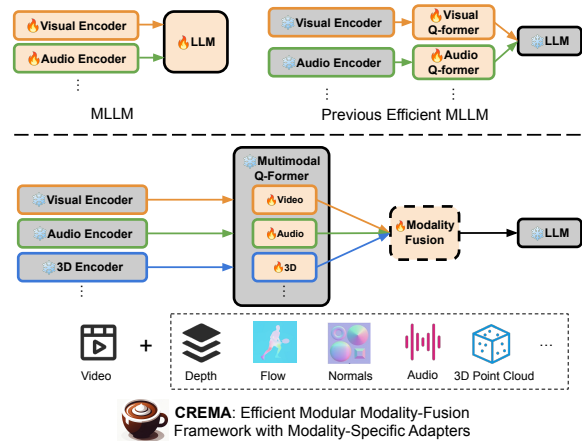 Visual Encoder
Audio Encoder
⋮
LLM
MLLM
Visual Encoder
Audio Encoder
⋮
Visual
Q-former
Audio
Q-former
⋮
LLM
Previous Efficient MLLM
Visual Encoder
Audio Encoder
3D Encoder
⋮
Multimodal
Q-Former
Video
Audio
3D
⋮
Modality
Fusion
LLM
Video
+
Depth
Flow
Normals
Audio
3D Point Cloud
...
CREMA: Efficient Modular Modality-Fusion
Framework with Modality-Specific Adapters